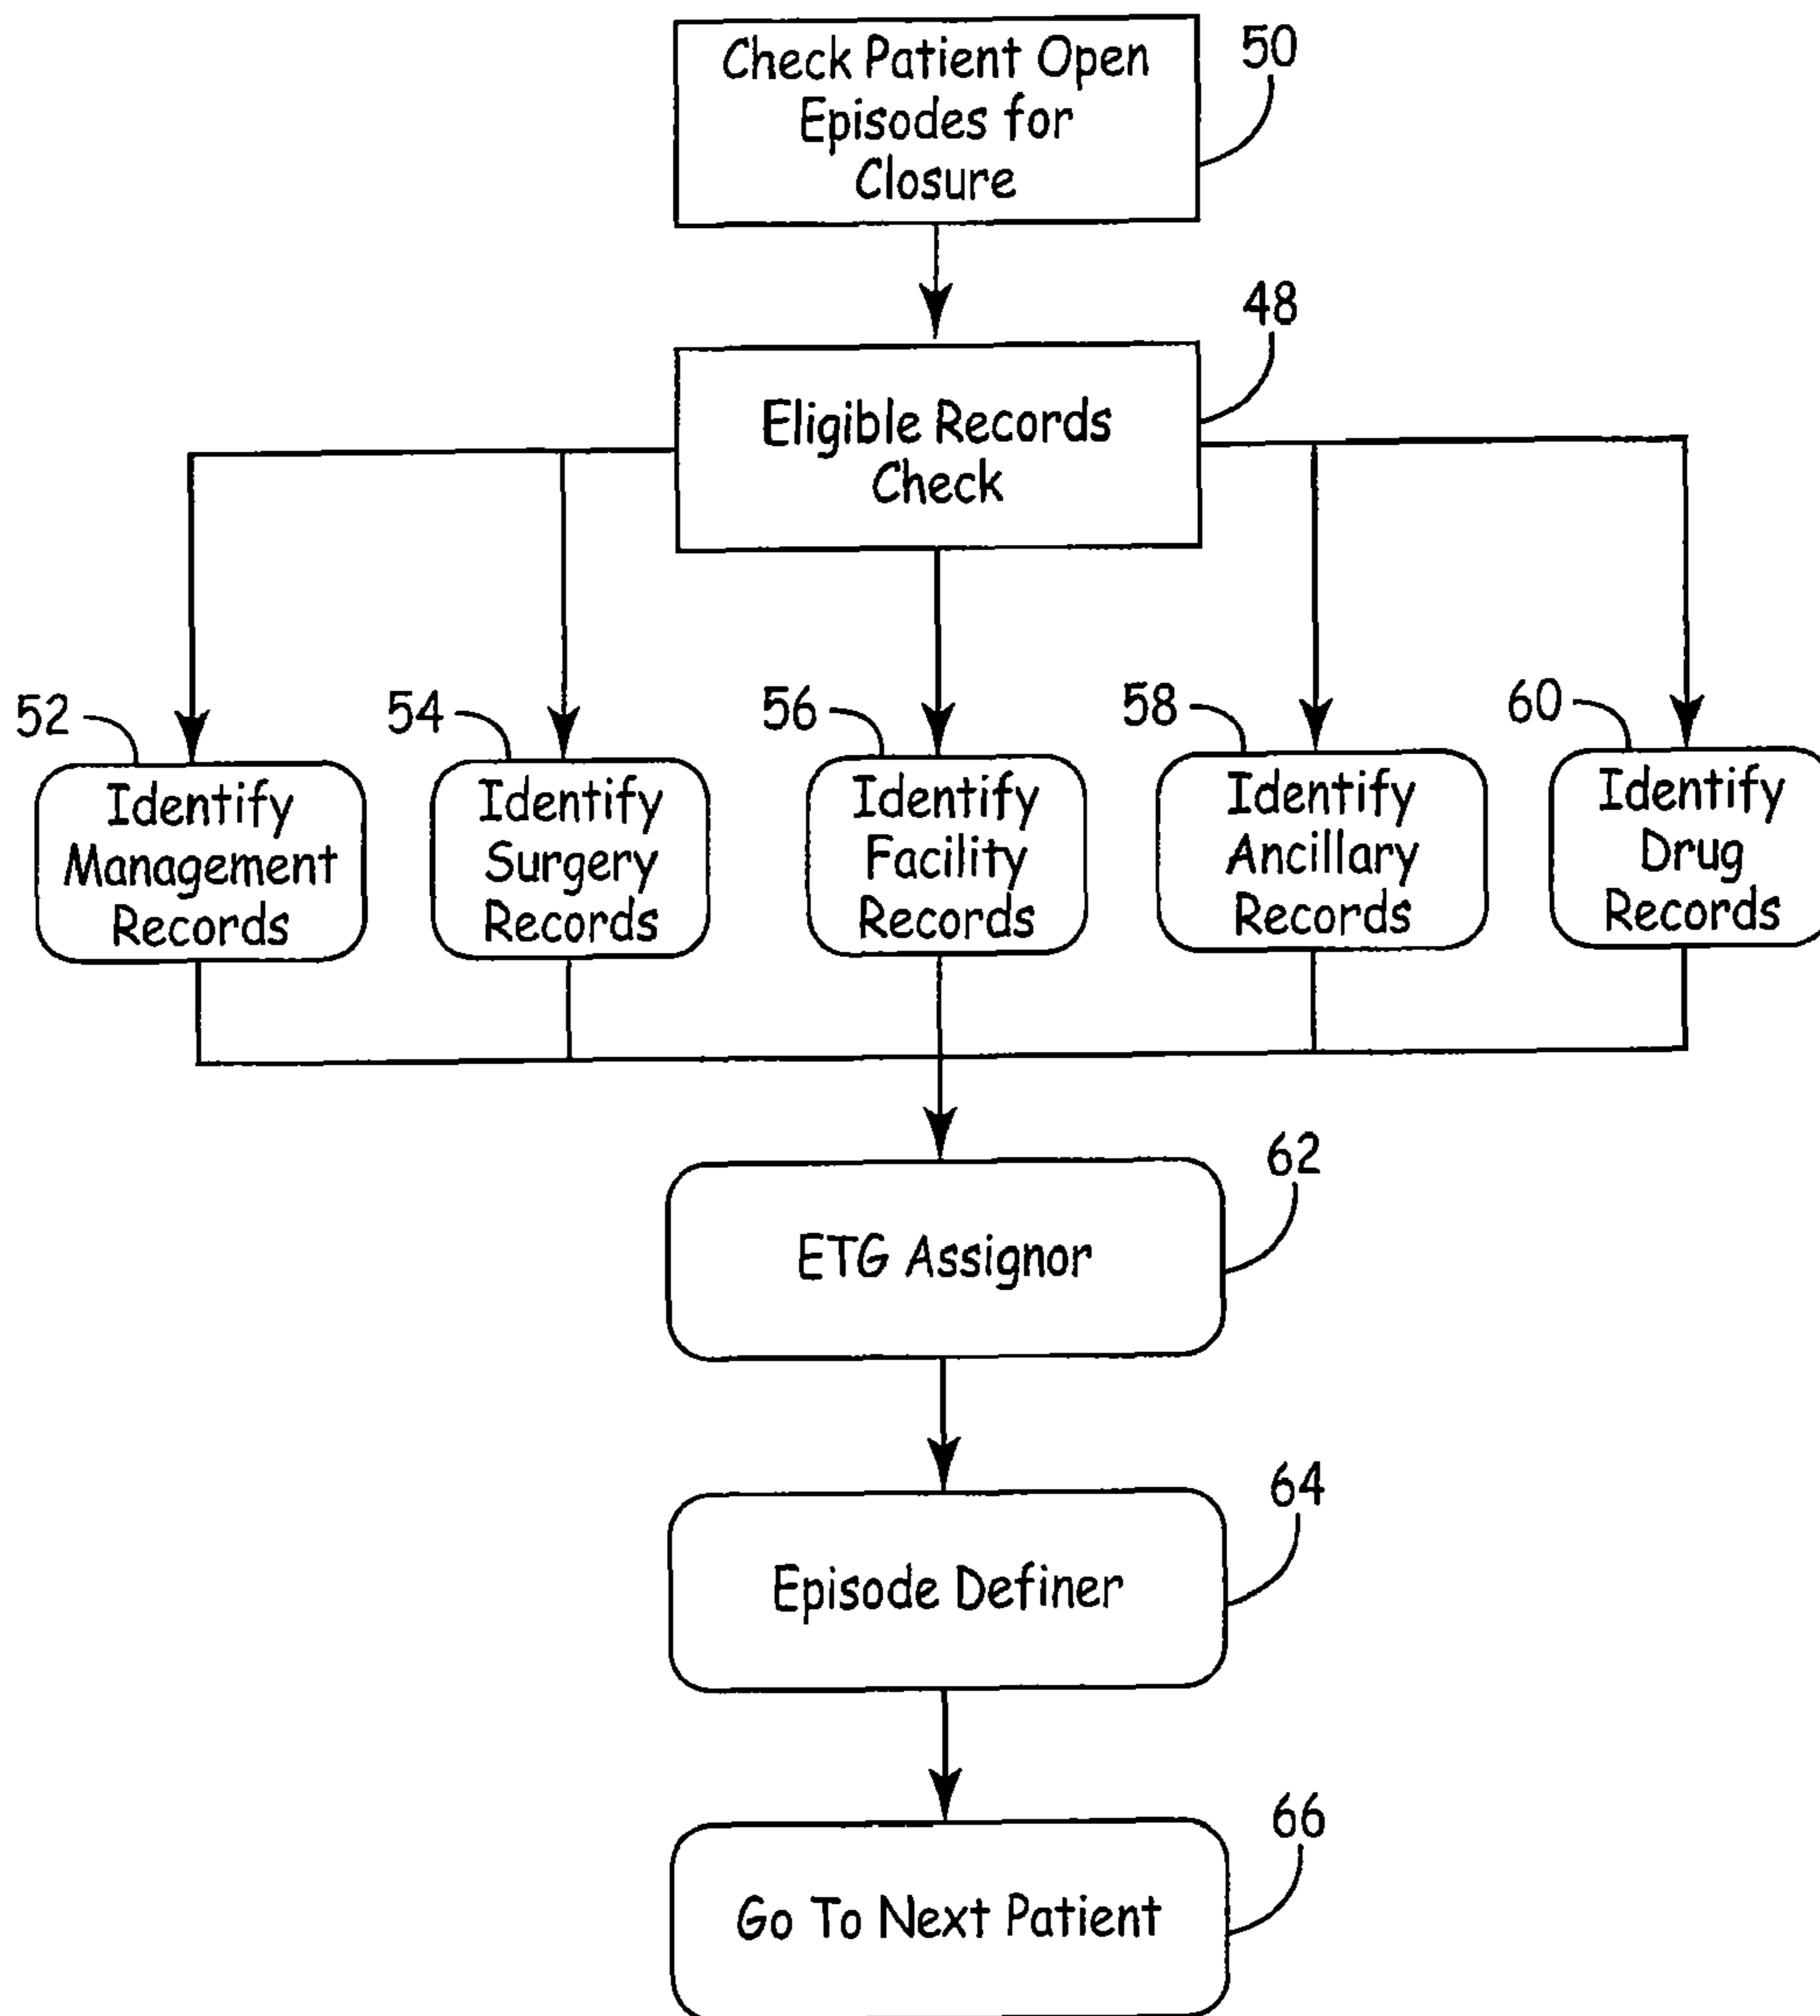 Check Patient Open
Episodes for
Closure
50
Eligible Records
Check
48
52
Identify
Management
Records
54
Identify
Surgery
Records
56
Identify
Facility
Records
58
Identify
Ancillary
Records
60
Identify
Drug
Records
ETG Assignor
62
Episode Definer
64
Go To Next Patient
66